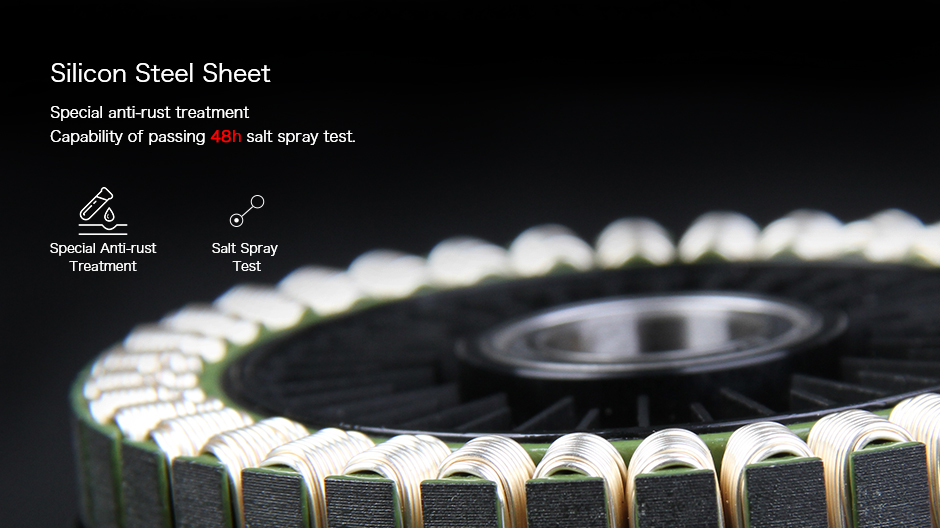 Silicon Steel Sheet
Special anti-rust treatment
Capability of passing 48h salt spray test.
Special Anti-rust
Treatment
Salt Spray
Test